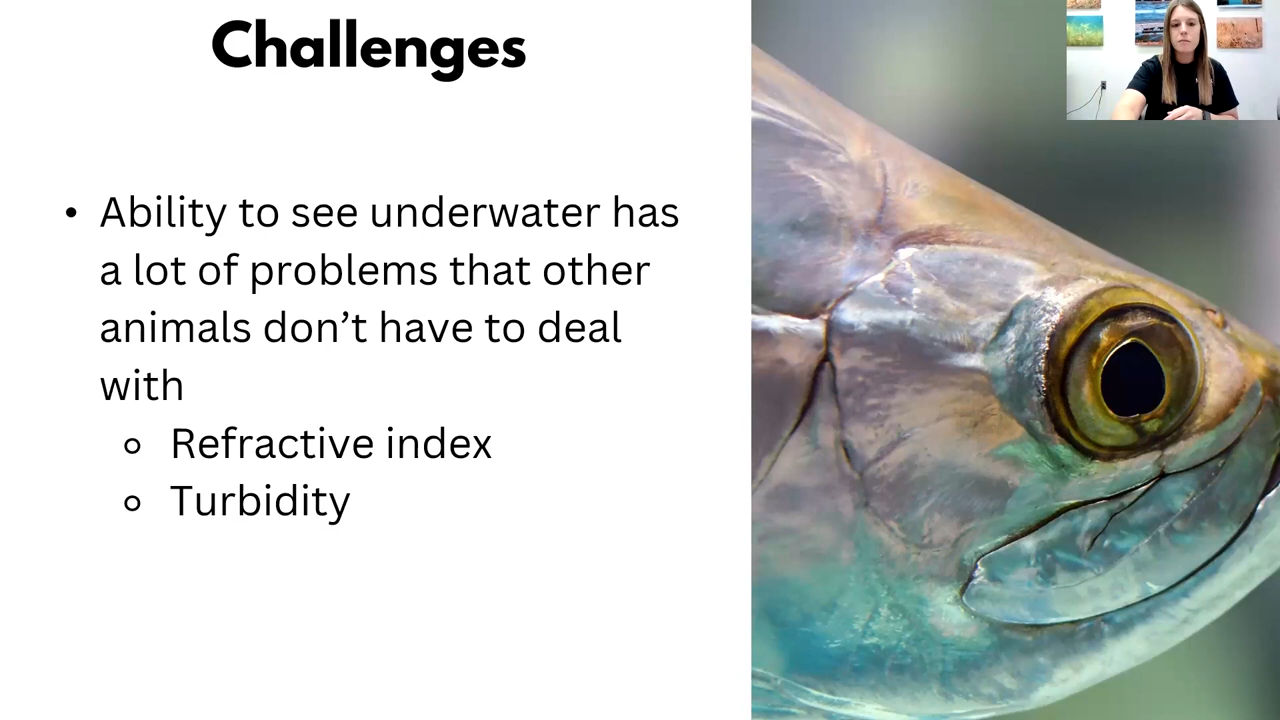 Challenges
• Ability to see underwater has
a lot of problems that other
animals don’t have to deal
with
◦ Refractive index
◦ Turbidity